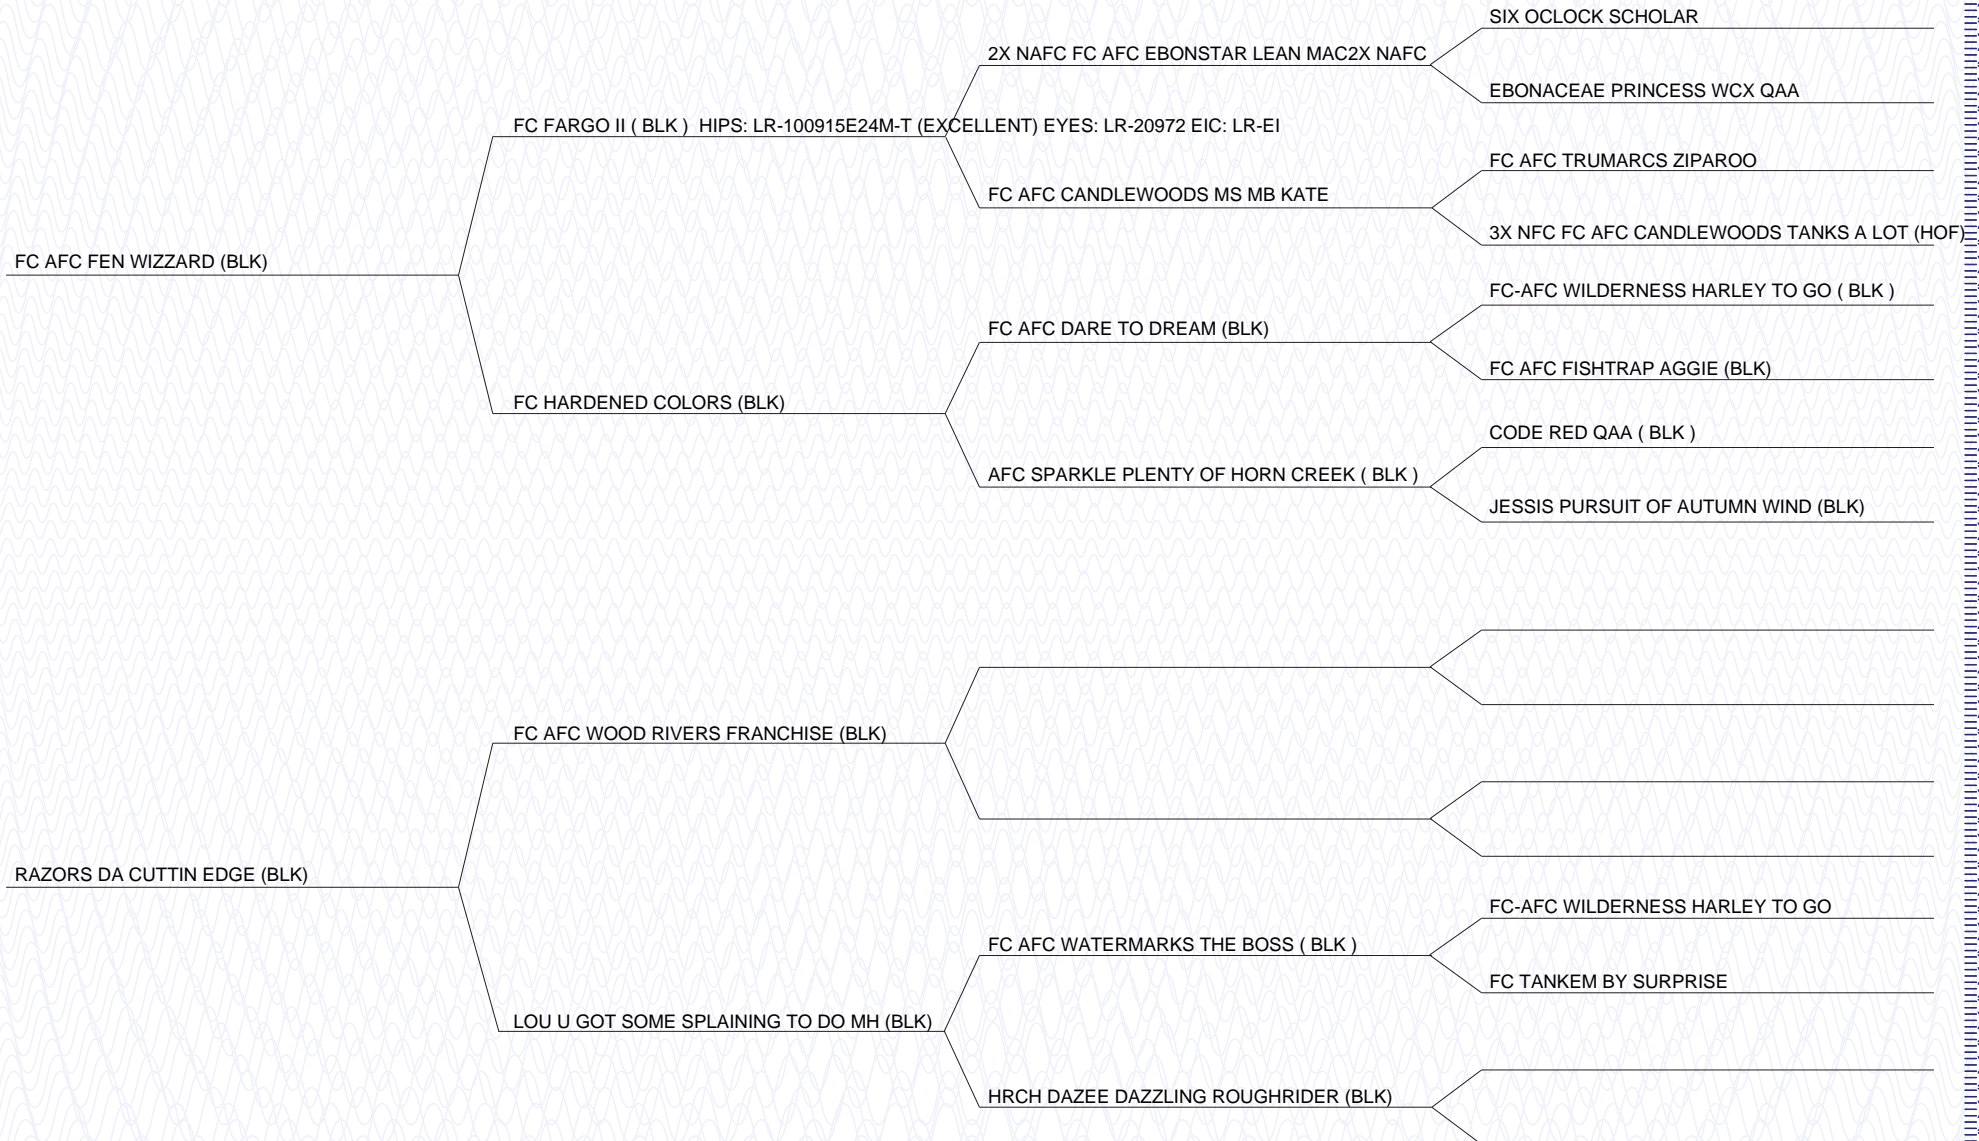 SIX OCLOCK SCHOLAR
2X NAFC FC AFC EBONSTAR LEAN MAC2X NAFC
EBONACEAE PRINCESS WCX QAA
FC FARGO II ( BLK )  HIPS: LR-100915E24M-T (EXCELLENT) EYES: LR-20972 EIC: LR-EI
FC AFC TRUMARCS ZIPAROO
FC AFC CANDLEWOODS MS MB KATE
3X NFC FC AFC CANDLEWOODS TANKS A LOT (HOF)
FC AFC FEN WIZZARD (BLK)
FC-AFC WILDERNESS HARLEY TO GO ( BLK )
FC AFC DARE TO DREAM (BLK)
FC AFC FISHTRAP AGGIE (BLK)
FC HARDENED COLORS (BLK)
CODE RED QAA ( BLK )
AFC SPARKLE PLENTY OF HORN CREEK ( BLK )
JESSIS PURSUIT OF AUTUMN WIND (BLK)
FC AFC WOOD RIVERS FRANCHISE (BLK)
RAZORS DA CUTTIN EDGE (BLK)
FC-AFC WILDERNESS HARLEY TO GO
FC AFC WATERMARKS THE BOSS ( BLK )
FC TANKEM BY SURPRISE
LOU U GOT SOME SPLAINING TO DO MH (BLK)
HRCH DAZEE DAZZLING ROUGHRIDER (BLK)